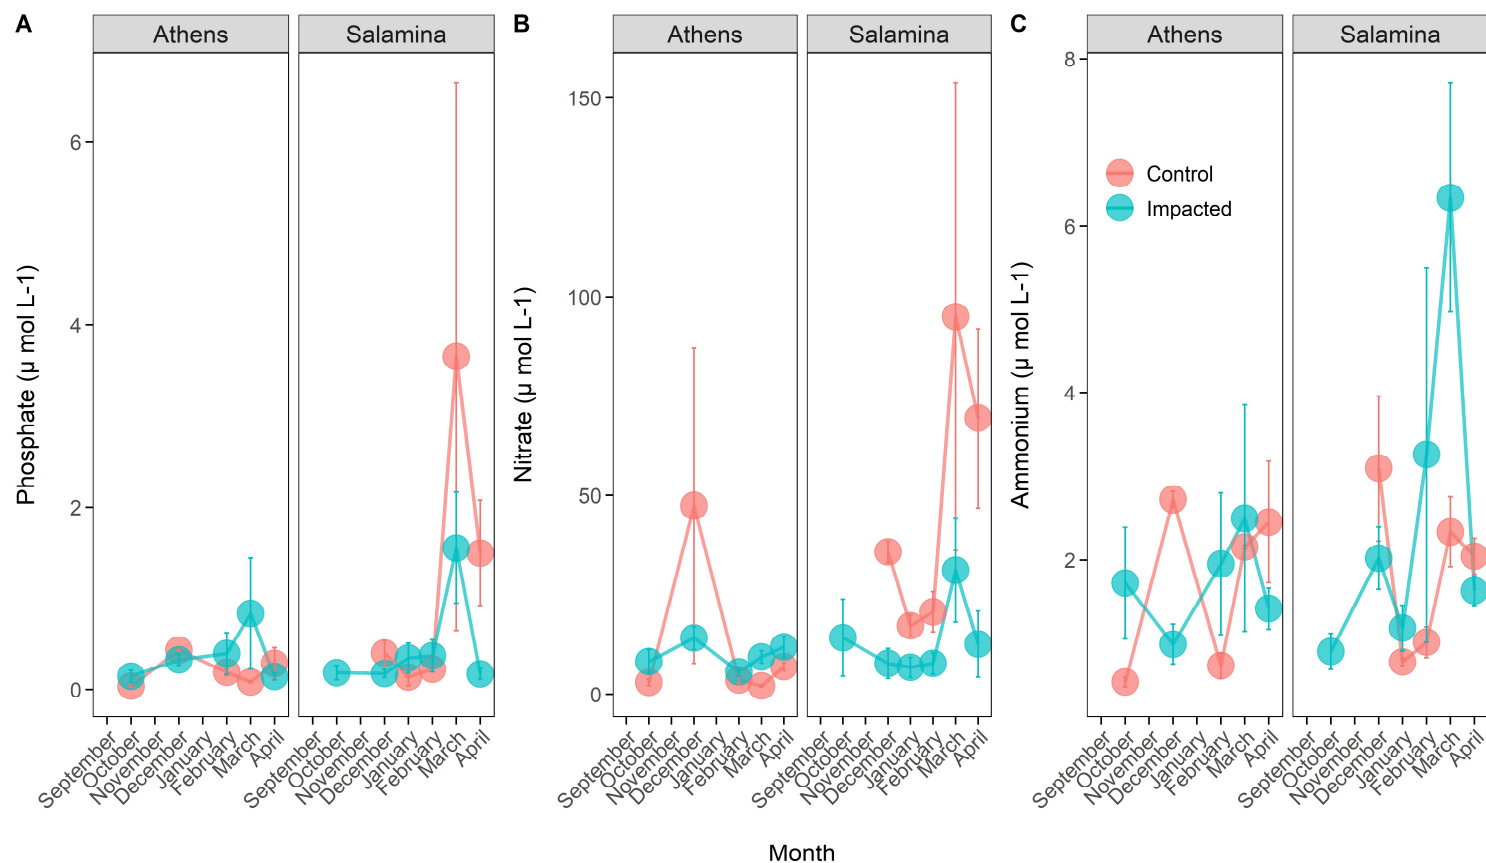 A
Athens
Salamina
Phosphate (µ mol L-1)
6
4
2
0
September
October
November
December
January
February
March
April
September
October
November
December
January
February
March
April
B
Athens
Salamina
Nitrate (µ mol L-1)
150
100
50
0
September
October
November
December
January
February
March
April
September
October
November
December
January
February
March
April
C
Athens
Salamina
Ammonium (µ mol L-1)
8
6
4
2
Control
Impacted
September
October
November
December
January
February
March
April
September
October
November
December
January
February
March
April
Month